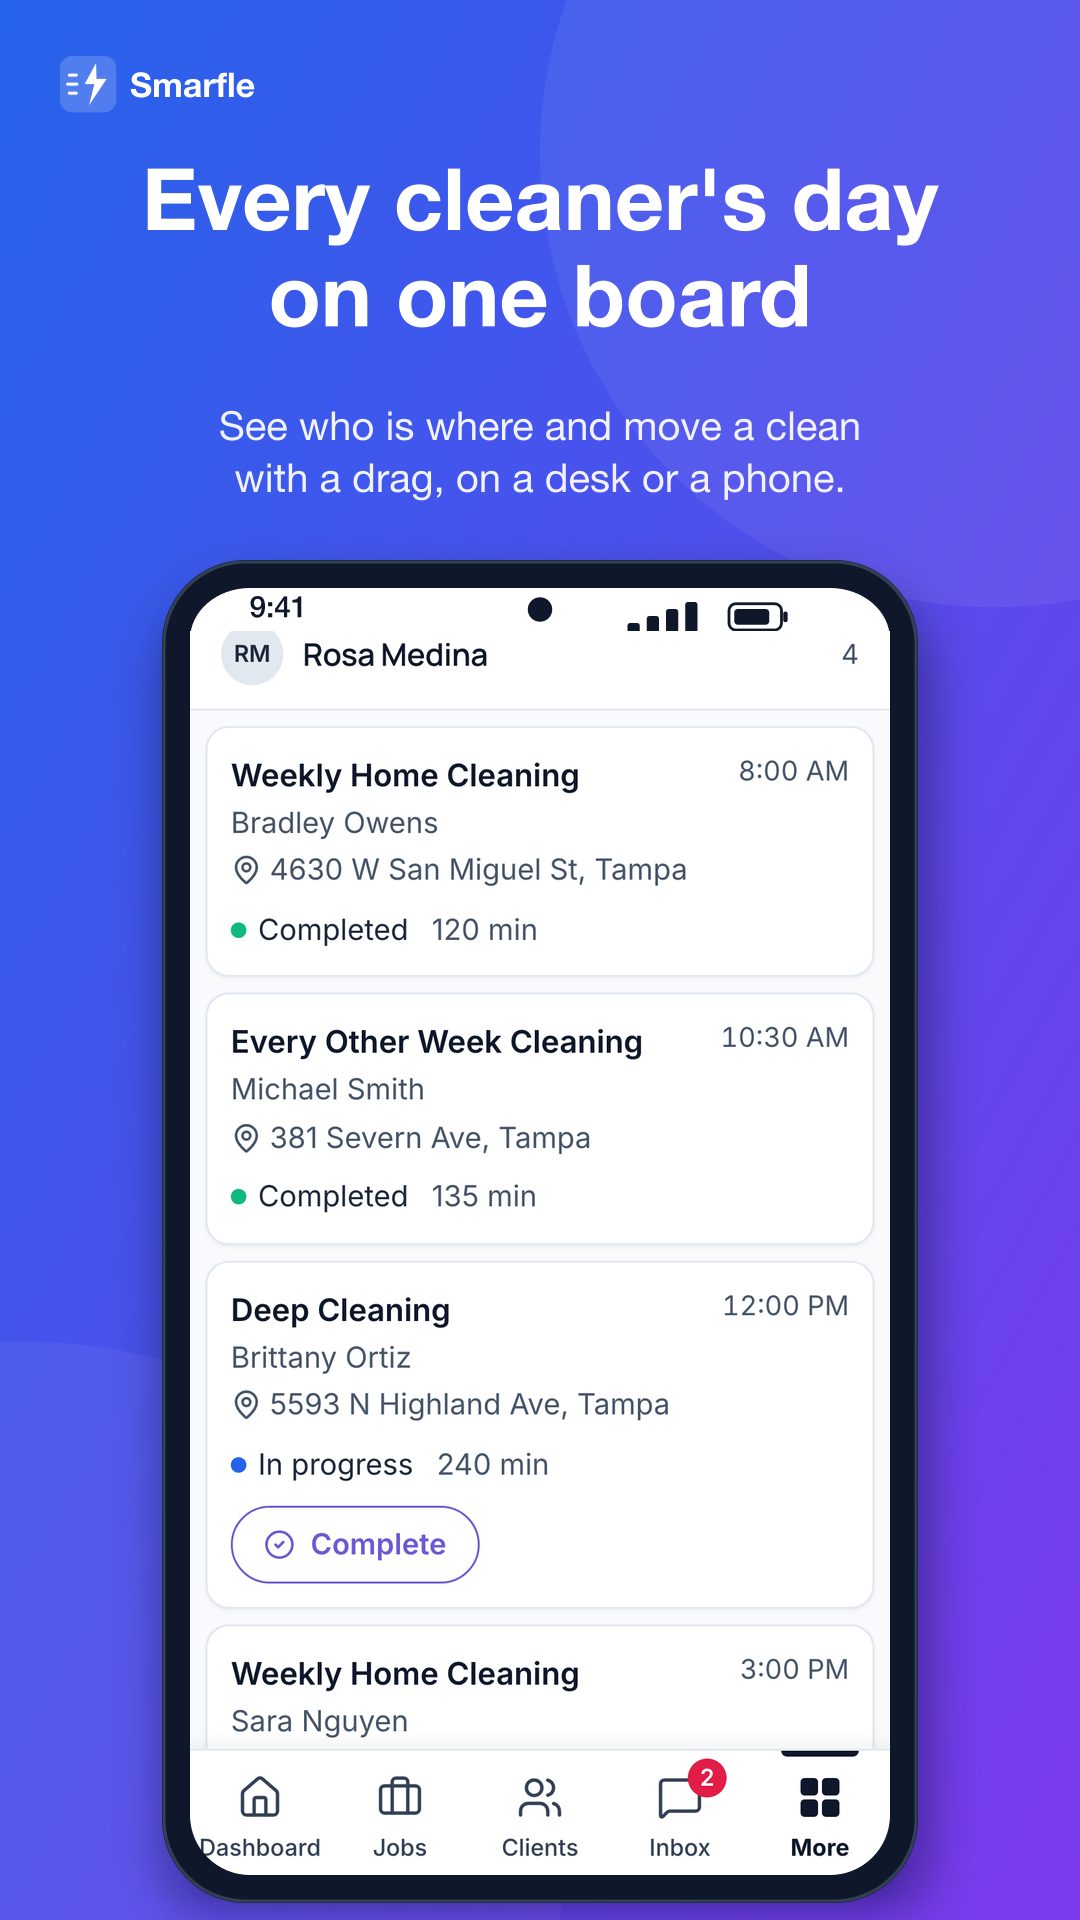 Smarfle
Every cleaner's day
on one board
See who is where and move a clean
with a drag, on a desk or a phone.
9:41
RM Rosa Medina 4
Weekly Home Cleaning 8:00 AM
Bradley Owens
4630 W San Miguel St, Tampa
Completed 120 min
Every Other Week Cleaning 10:30 AM
Michael Smith
381 Severn Ave, Tampa
Completed 135 min
Deep Cleaning 12:00 PM
Brittany Ortiz
5593 N Highland Ave, Tampa
In progress 240 min
Complete
Weekly Home Cleaning 3:00 PM
Sara Nguyen
2
Dashboard Jobs Clients Inbox More